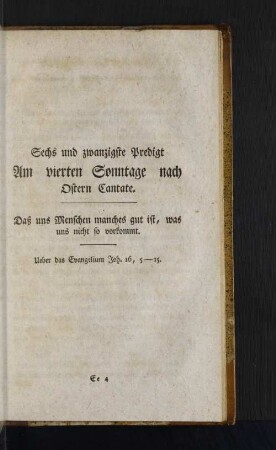 Sechs und zwanzigste Predigt
Am vierten Sonntage nach
Ostern Cantate.
Daß uns Menschen manches gut ist, was
uns nicht so vorkommt.
Ueber das Evangelium Joh. 16, 5—15.
Ee 4